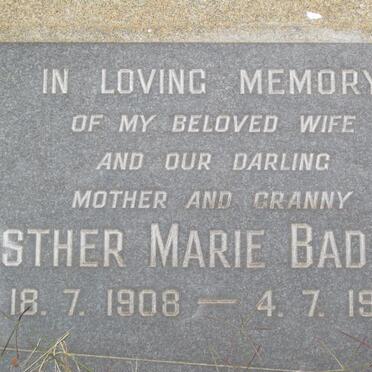 IN LOVING MEMORY
OF MY BELOVED WIFE
AND OUR DARLING
MOTHER AND GRANNY
STHER MARIE BAD
18. 7. 1908 — 4. 7. 19